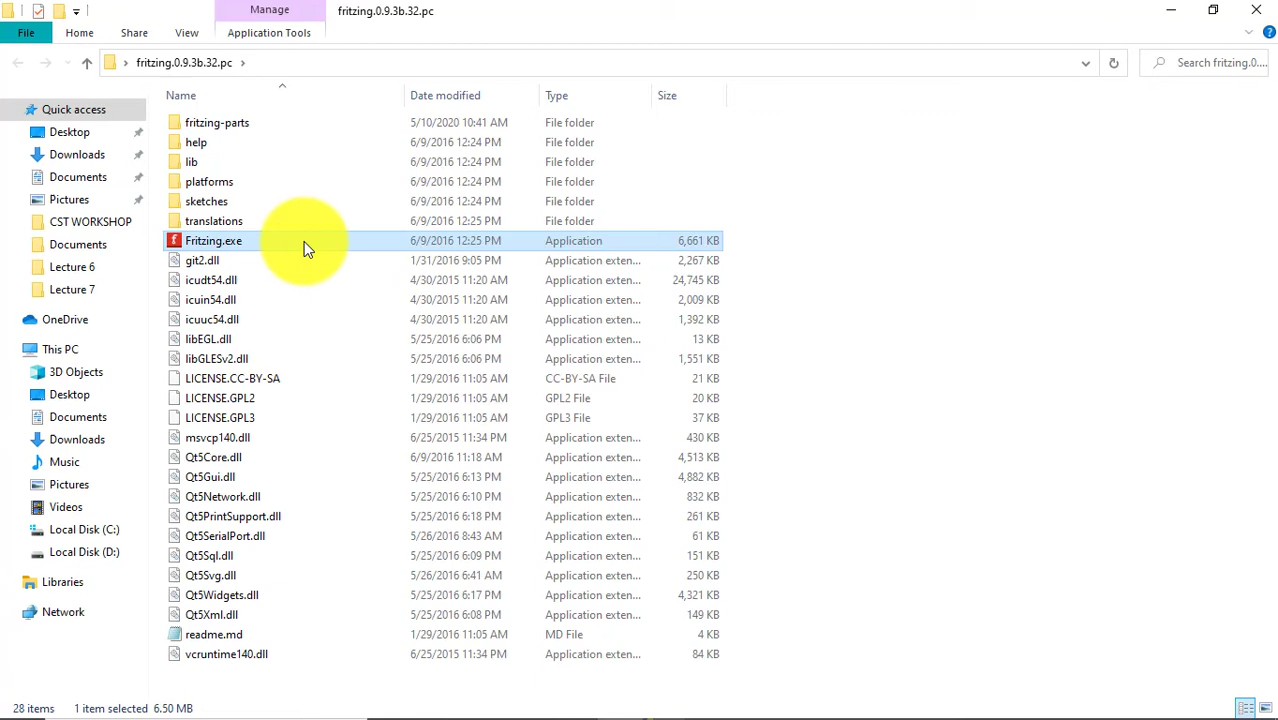 Manage
fritzing.0.9.3b.32.pc
File Home Share View Application Tools
fritzing.0.9.3b.32.pc
Search fritzing.0....
Name Date modified Type Size
Quick access
Desktop
Downloads
Documents
Pictures
CST WORKSHOP
Documents
Lecture 6
Lecture 7
OneDrive
This PC
3D Objects
Desktop
Documents
Downloads
Music
Pictures
Videos
Local Disk (C:)
Local Disk (D:)
Libraries
Network
fritzing-parts 5/10/2020 10:41 AM File folder
help 6/9/2016 12:24 PM File folder
lib 6/9/2016 12:24 PM File folder
platforms 6/9/2016 12:24 PM File folder
sketches 6/9/2016 12:24 PM File folder
translations 6/9/2016 12:25 PM File folder
Fritzing.exe 6/9/2016 12:25 PM Application 6,661 KB
git2.dll 1/31/2016 9:05 PM Application exten... 2,267 KB
icudt54.dll 4/30/2015 11:20 AM Application exten... 24,745 KB
icuin54.dll 4/30/2015 11:20 AM Application exten... 2,009 KB
icuuc54.dll 4/30/2015 11:20 AM Application exten... 1,392 KB
libEGL.dll 5/25/2016 6:06 PM Application exten... 13 KB
libGLESv2.dll 5/25/2016 6:06 PM Application exten... 1,551 KB
LICENSE.CC-BY-SA 1/29/2016 11:05 AM CC-BY-SA File 21 KB
LICENSE.GPL2 1/29/2016 11:05 AM GPL2 File 20 KB
LICENSE.GPL3 1/29/2016 11:05 AM GPL3 File 37 KB
msvcp140.dll 6/25/2015 11:34 PM Application exten... 430 KB
Qt5Core.dll 6/9/2016 11:18 AM Application exten... 4,513 KB
Qt5Gui.dll 5/25/2016 6:13 PM Application exten... 4,882 KB
Qt5Network.dll 5/25/2016 6:10 PM Application exten... 832 KB
Qt5PrintSupport.dll 5/25/2016 6:18 PM Application exten... 261 KB
Qt5SerialPort.dll 5/26/2016 8:43 AM Application exten... 61 KB
Qt5Sql.dll 5/25/2016 6:09 PM Application exten... 151 KB
Qt5Svg.dll 5/26/2016 6:41 AM Application exten... 250 KB
Qt5Widgets.dll 5/25/2016 6:17 PM Application exten... 4,321 KB
Qt5Xml.dll 5/25/2016 6:08 PM Application exten... 149 KB
readme.md 1/29/2016 11:05 AM MD File 4 KB
vcruntime140.dll 6/25/2015 11:34 PM Application exten... 84 KB
28 items 1 item selected 6.50 MB